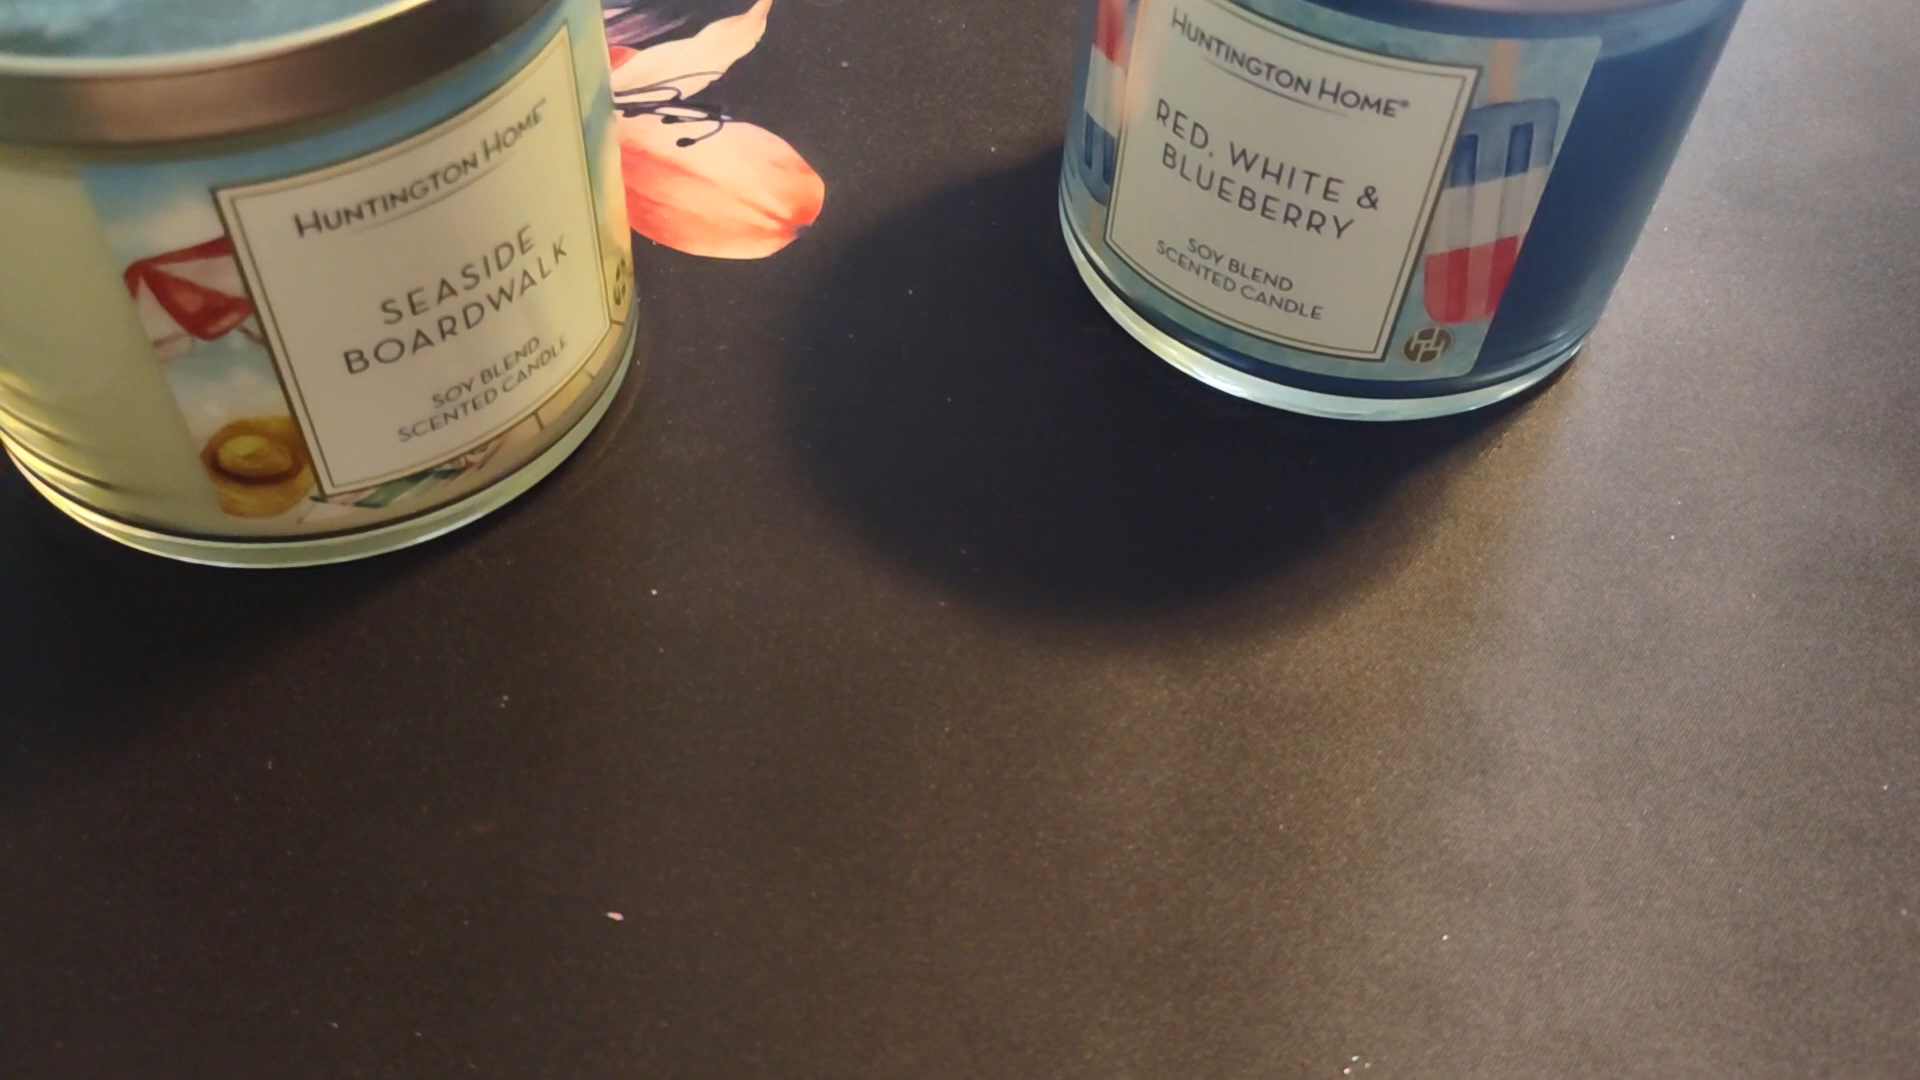 HUNTINGTON HOME
SEASIDE
BOARDWALK
SOY BLEND
SCENTED CANDLE
HUNTINGTON HOME®
RED, WHITE &
BLUEBERRY
SOY BLEND
SCENTED CANDLE